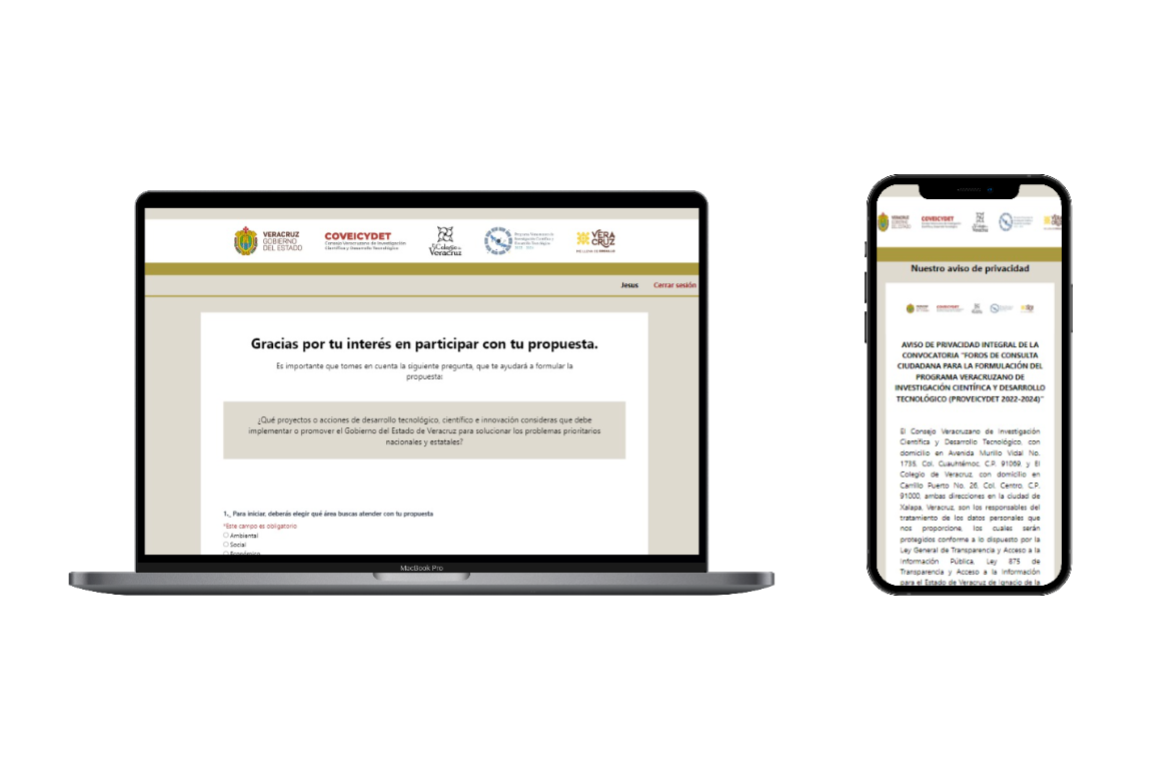 VERACRUZ
GOBIERNO
DEL ESTADO
COVEICYDET
Consejo Veracruzano de Investigación
Científica y Desarrollo Tecnológico
El Colegio de
Veracruz
VERA
CRUZ
Jesus Cerrar sesión
Gracias por tu interés en participar con tu propuesta.
Es importante que tomes en cuenta la siguiente pregunta, que te ayudará a formular la
propuesta:
¿Qué proyectos o acciones de desarrollo tecnológico, científico e innovación consideras que debe
implementar o promover el Gobierno del Estado de Veracruz para solucionar los problemas prioritarios
nacionales y estatales?
1._ Para iniciar, deberás elegir qué área buscas atender con tu propuesta
*Este campo es obligatorio
Ambiental
Social
Económico
MacBook Pro
VERACRUZ
COVEICYDET
Nuestro aviso de privacidad
AVISO DE PRIVACIDAD INTEGRAL DE LA
CONVOCATORIA "FOROS DE CONSULTA
CIUDADANA PARA LA FORMULACIÓN DEL
PROGRAMA VERACRUZANO DE
INVESTIGACIÓN CIENTÍFICA Y DESARROLLO
TECNOLÓGICO (PROVEICYDET 2022-2024)"
El Consejo Veracruzano de Investigación
Científica y Desarrollo Tecnológico, con
domicilio en Avenida Murillo Vidal No.
1735, Col. Cuauhtémoc, C.P. 91069, y El
Colegio de Veracruz, con domicilio en
Carrillo Puerto No. 26, Col. Centro, C.P.
91000, ambas direcciones en la ciudad de
Xalapa, Veracruz, son los responsables del
tratamiento de los datos personales que
nos proporcione, los cuales serán
protegidos conforme a lo dispuesto por la
Ley General de Transparencia y Acceso a la
Información Pública, Ley 875 de
Transparencia y Acceso a la Información
para el Estado de Veracruz de Ignacio de la